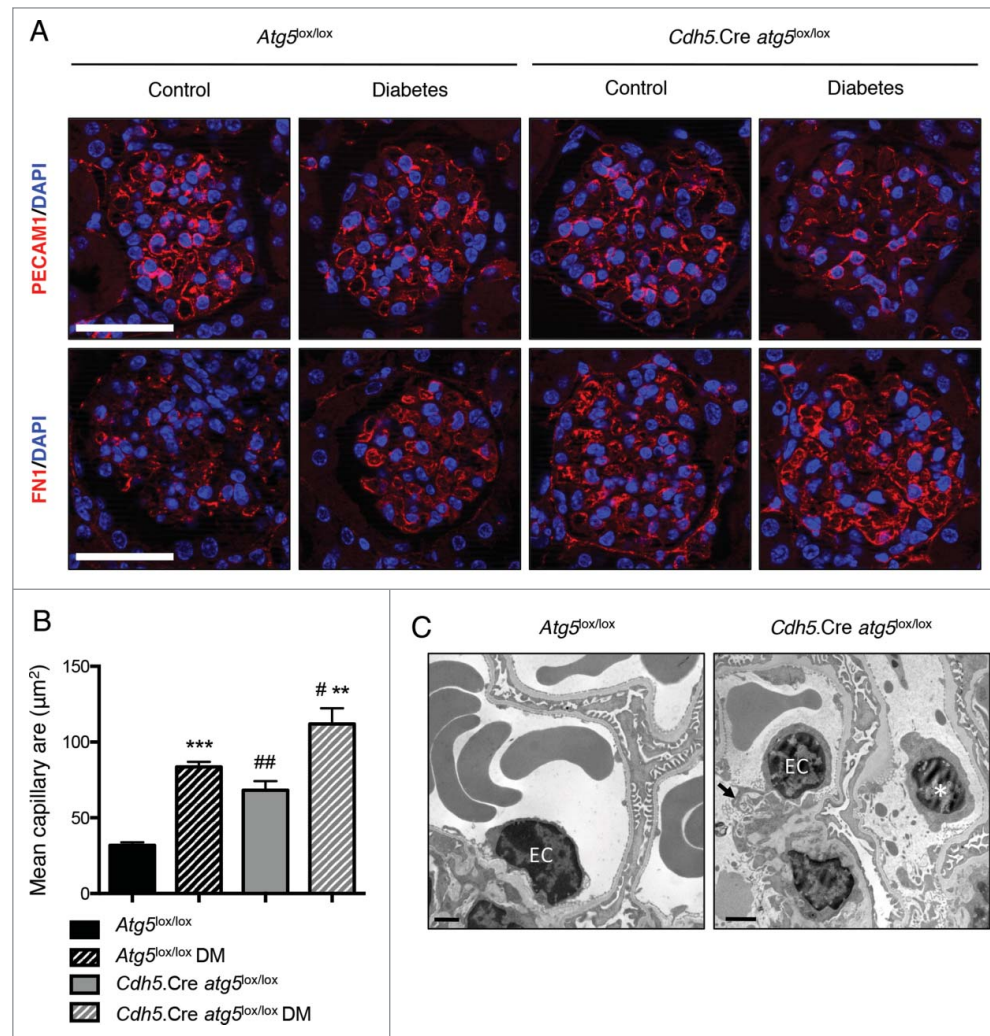 A
Atg5lox/lox
Cdh5.Cre atg5lox/lox
Control
Diabetes
Control
Diabetes
PECAM1/DAPI
FN1/DAPI
B
Mean capillary are (µm²)
150
100
50
0
***
##
# **
Atg5lox/lox
Atg5lox/lox DM
Cdh5.Cre atg5lox/lox
Cdh5.Cre atg5lox/lox DM
C
Atg5lox/lox
Cdh5.Cre atg5lox/lox
EC
EC
*